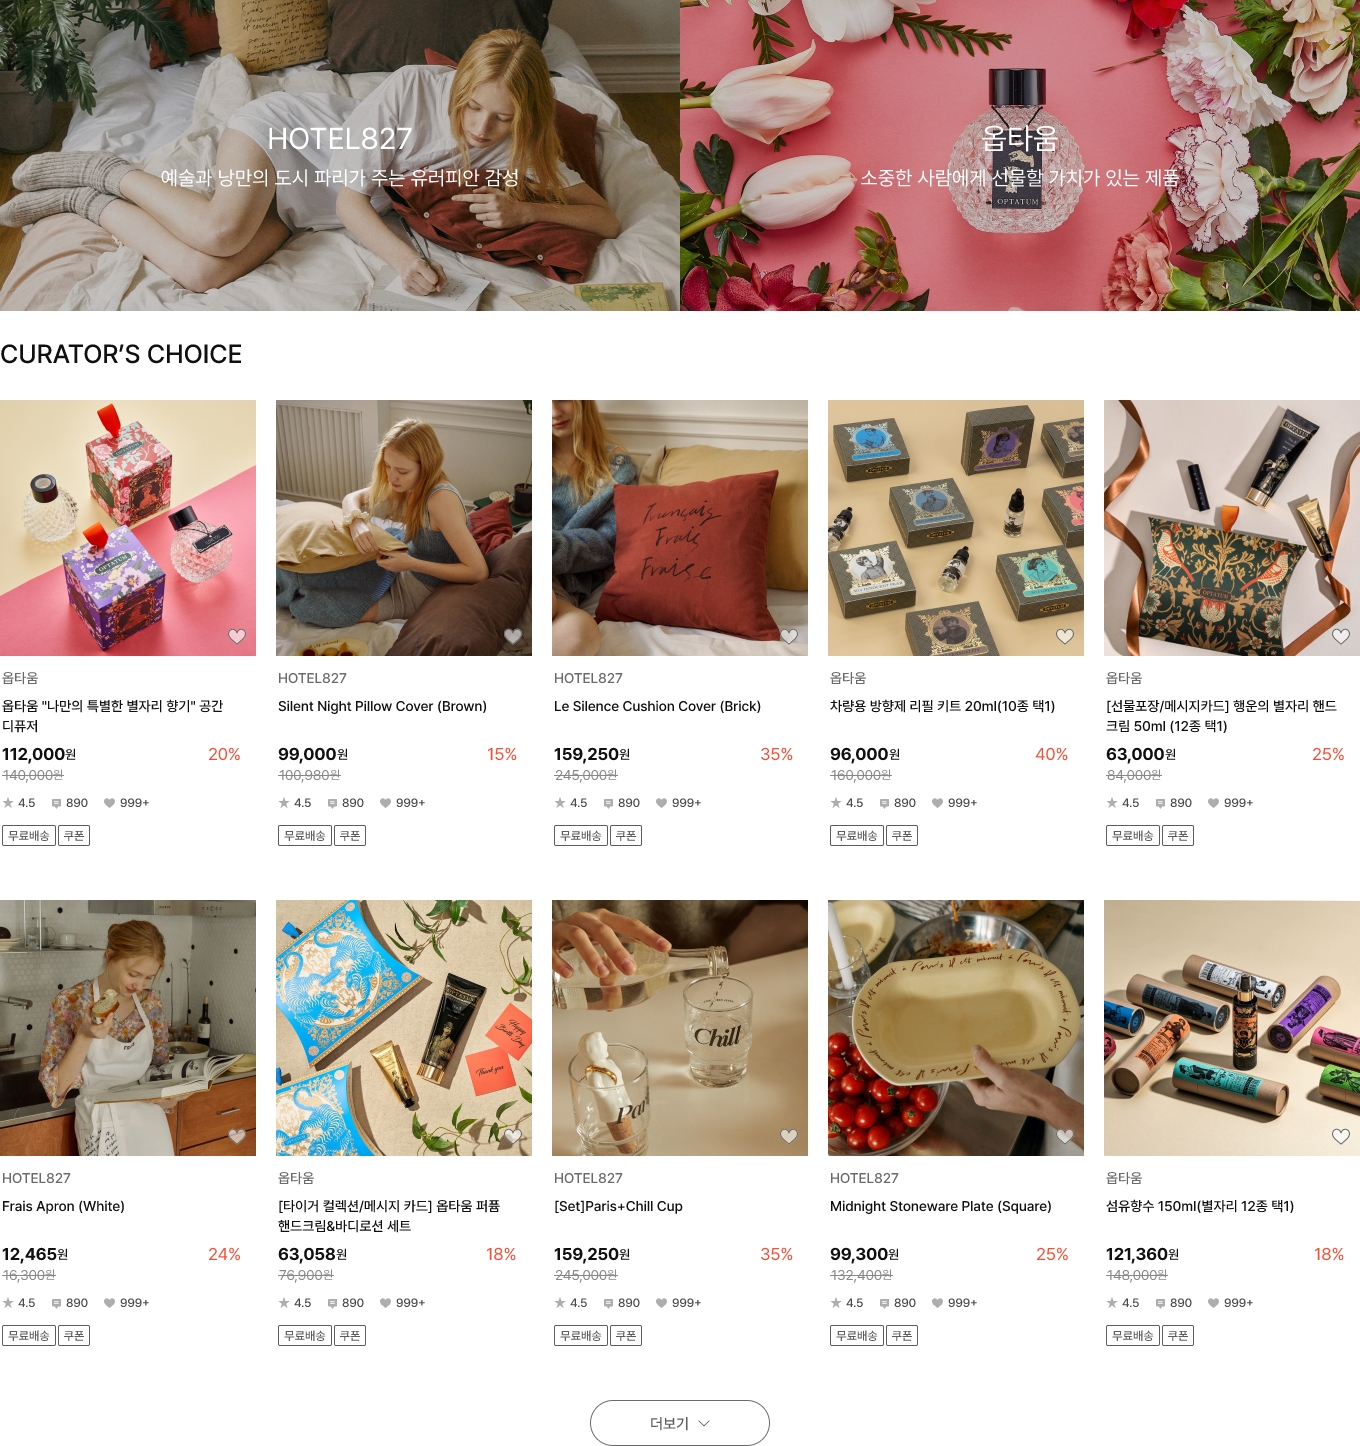 HOTEL827
예술과 낭만의 도시 파리가 주는 유러피안 감성
옵타움
소중한 사람에게 선물할 가치가 있는 제품
OPTATUM
CURATOR’S CHOICE
Français
Frais
Fraise
옵타움
옵타움 "나만의 특별한 별자리 향기" 공간
디퓨저
112,000원 20%
140,000원
4.5 890 999+
무료배송 쿠폰
HOTEL827
Silent Night Pillow Cover (Brown)
99,000원 15%
100,980원
4.5 890 999+
무료배송 쿠폰
HOTEL827
Le Silence Cushion Cover (Brick)
159,250원 35%
245,000원
4.5 890 999+
무료배송 쿠폰
옵타움
차량용 방향제 리필 키트 20ml(10종 택1)
96,000원 40%
160,000원
4.5 890 999+
무료배송 쿠폰
옵타움
[선물포장/메시지카드] 행운의 별자리 핸드
크림 50ml (12종 택1)
63,000원 25%
84,000원
4.5 890 999+
무료배송 쿠폰
Thank you
Chill
HOTEL827
Frais Apron (White)
12,465원 24%
16,300원
4.5 890 999+
무료배송 쿠폰
옵타움
[타이거 컬렉션/메시지 카드] 옵타움 퍼퓸
핸드크림&바디로션 세트
63,058원 18%
76,900원
4.5 890 999+
무료배송 쿠폰
HOTEL827
[Set]Paris+Chill Cup
159,250원 35%
245,000원
4.5 890 999+
무료배송 쿠폰
HOTEL827
Midnight Stoneware Plate (Square)
99,300원 25%
132,400원
4.5 890 999+
무료배송 쿠폰
옵타움
섬유향수 150ml(별자리 12종 택1)
121,360원 18%
148,000원
4.5 890 999+
무료배송 쿠폰
더보기